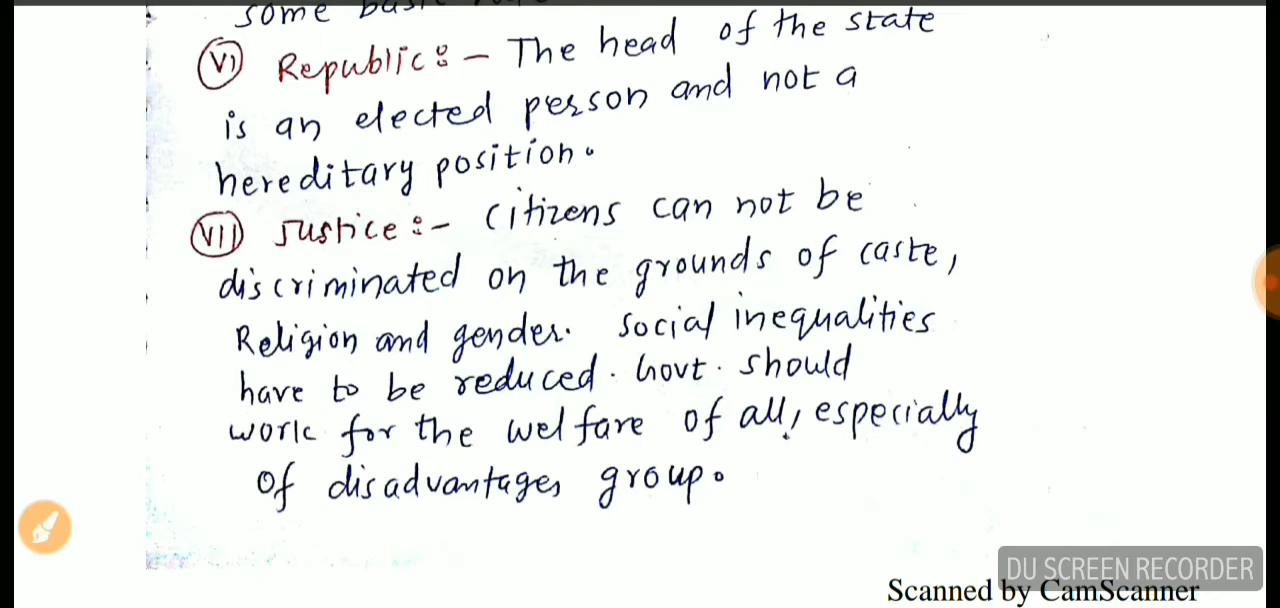 some basic
(vi) Republic:- The head of the state
is an elected person and not a
hereditary position.
(vii) Justice:- Citizens can not be
discriminated on the grounds of caste,
Religion and gender. Social inequalities
have to be reduced. Govt. should
work for the welfare of all, especially
of disadvantages group.
DU SCREEN RECORDER
Scanned by CamScanner